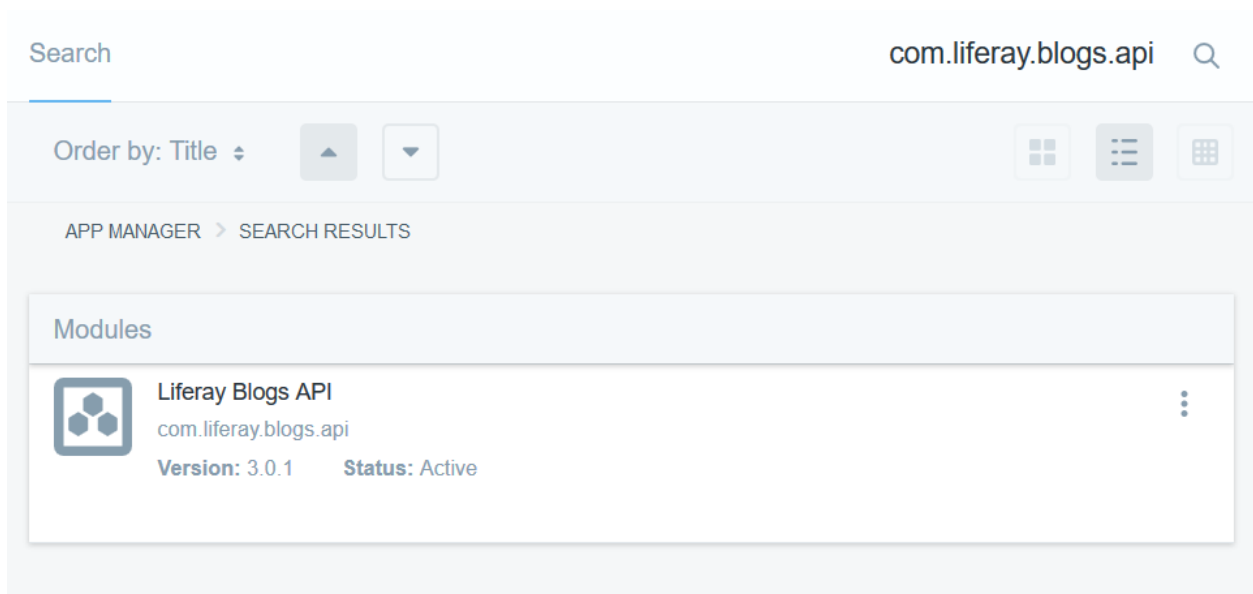 Search com.liferay.blogs.api
Order by: Title
APP MANAGER > SEARCH RESULTS
Modules
Liferay Blogs API
com.liferay.blogs.api
Version: 3.0.1 Status: Active